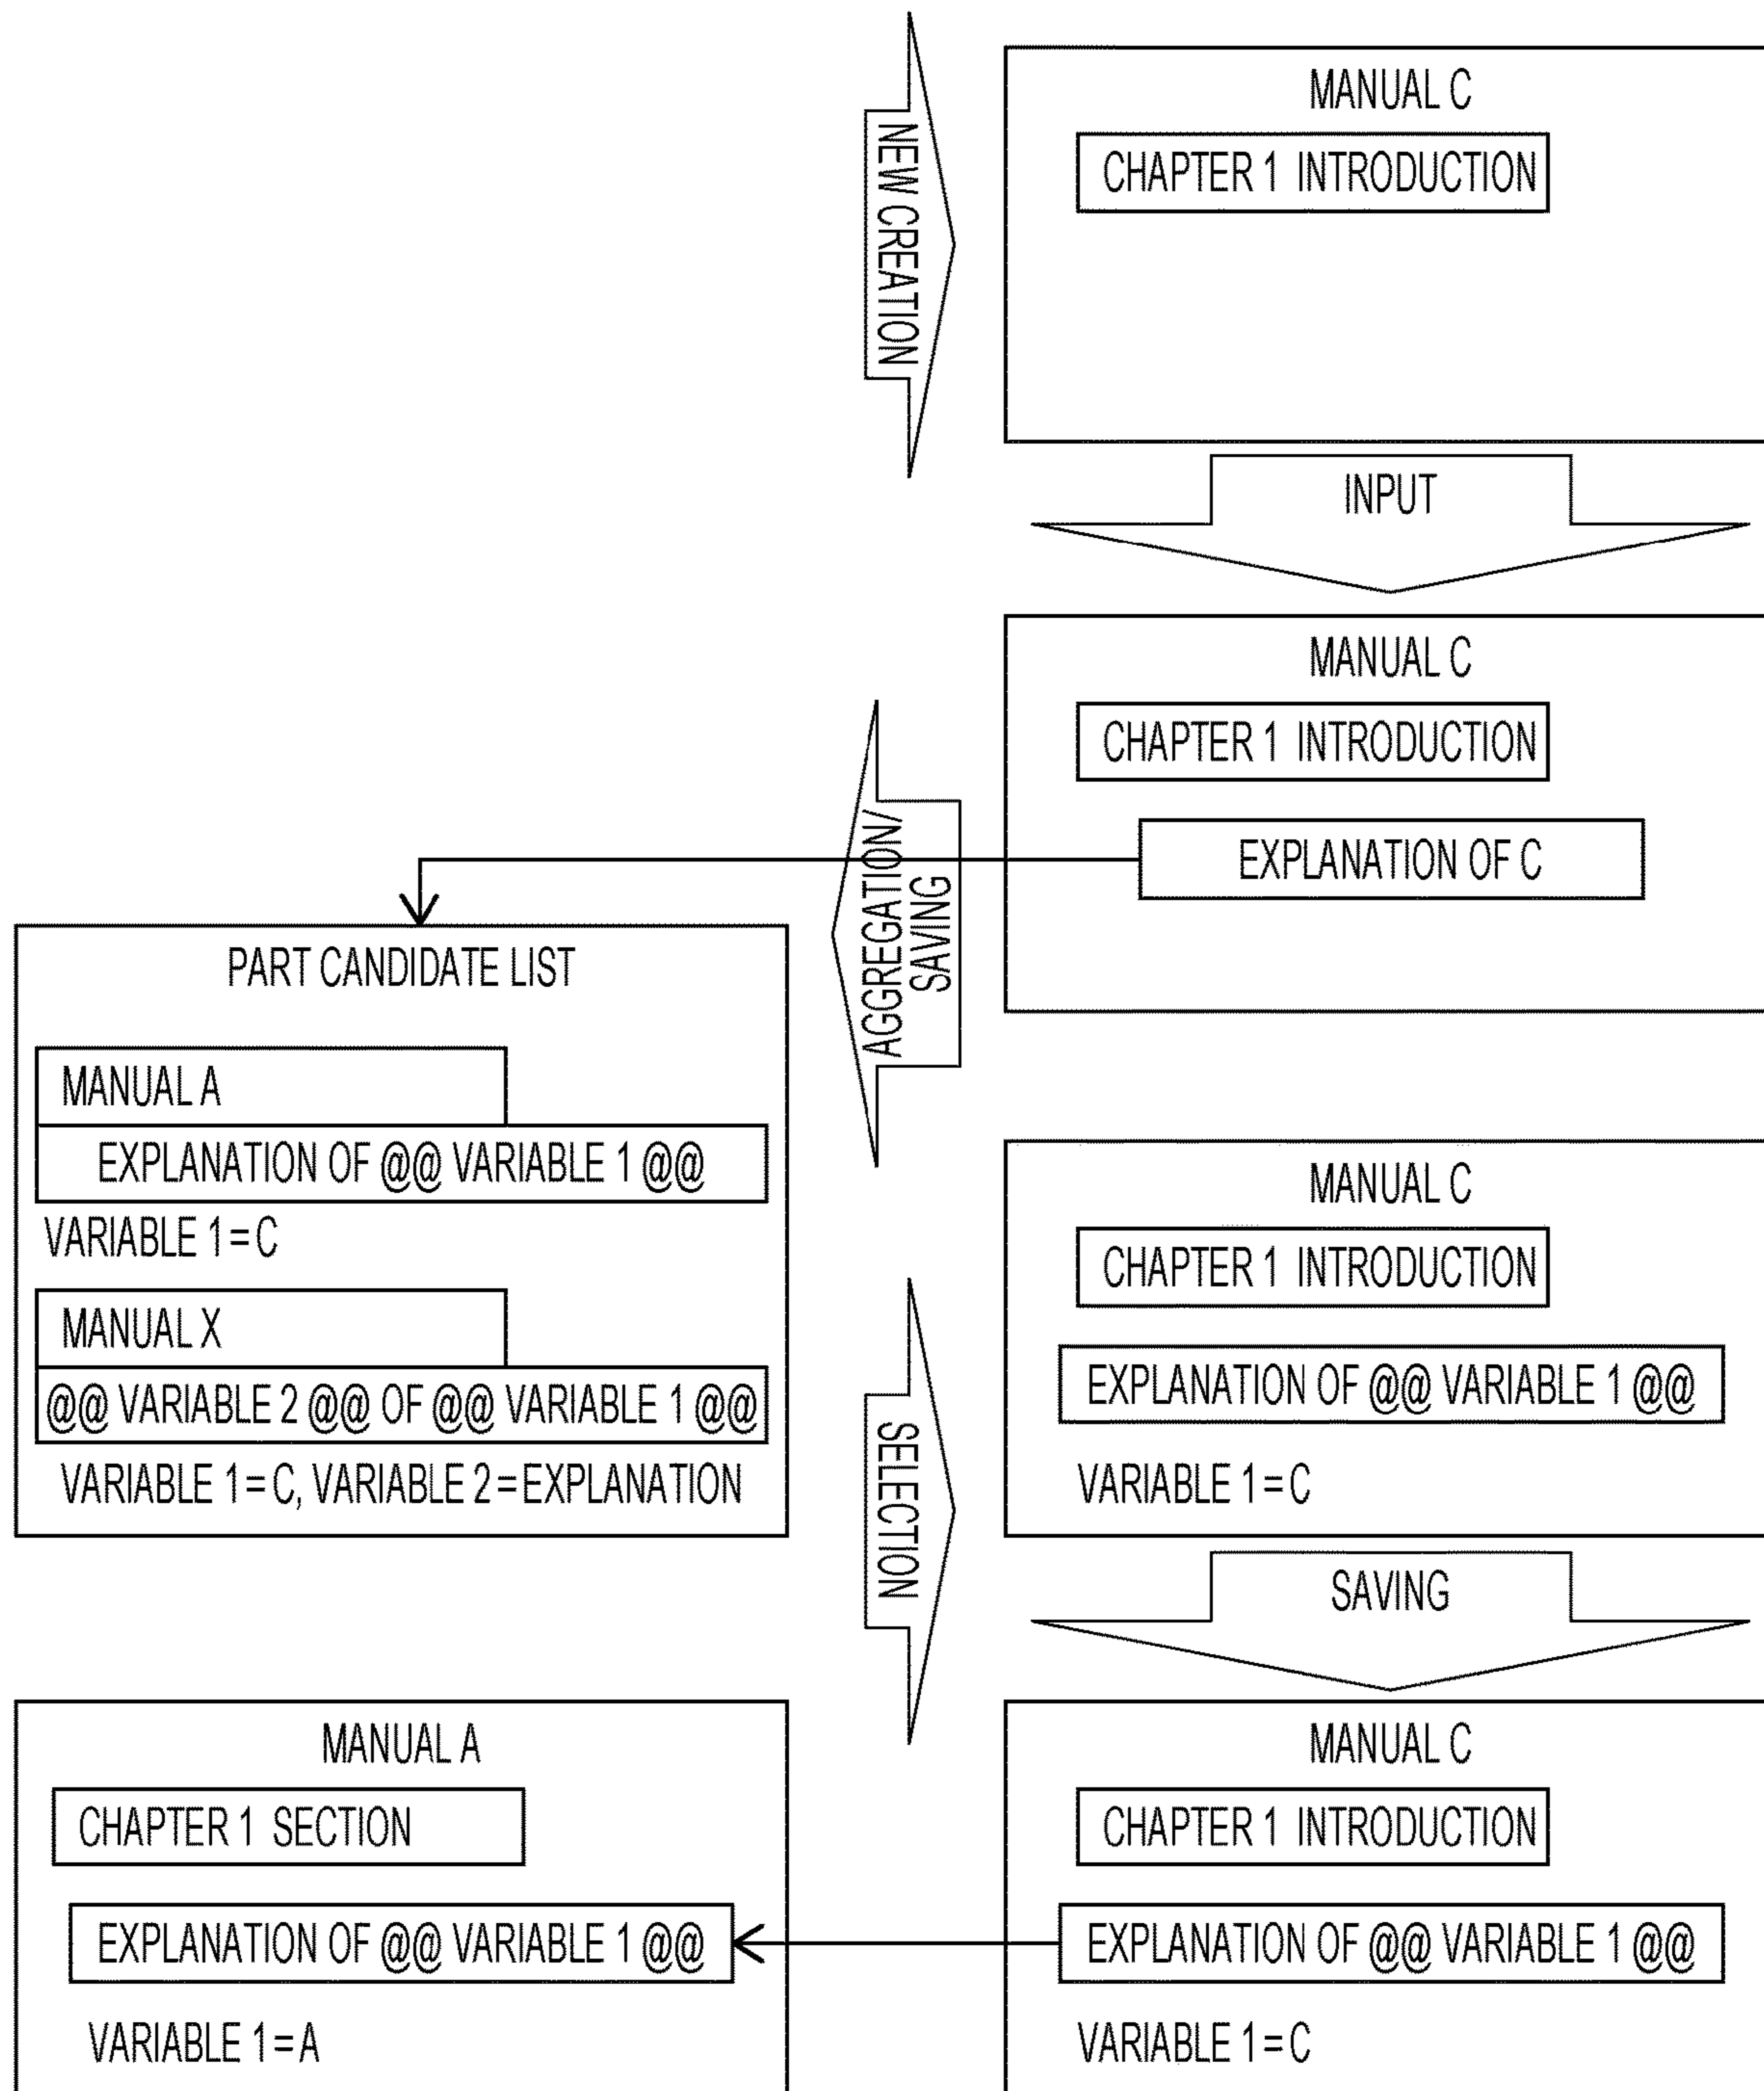 NEW CREATION
MANUAL C
CHAPTER 1 INTRODUCTION
INPUT
MANUAL C
CHAPTER 1 INTRODUCTION
EXPLANATION OF C
AGGREGATION/
SAVING
PART CANDIDATE LIST
MANUAL A
EXPLANATION OF @@ VARIABLE 1 @@
VARIABLE 1 = C
MANUAL X
@@ VARIABLE 2 @@ OF @@ VARIABLE 1 @@
VARIABLE 1 = C, VARIABLE 2 = EXPLANATION
SELECTION
MANUAL C
CHAPTER 1 INTRODUCTION
EXPLANATION OF @@ VARIABLE 1 @@
VARIABLE 1 = C
SAVING
MANUAL A
CHAPTER 1 SECTION
EXPLANATION OF @@ VARIABLE 1 @@
VARIABLE 1 = A
MANUAL C
CHAPTER 1 INTRODUCTION
EXPLANATION OF @@ VARIABLE 1 @@
VARIABLE 1 = C